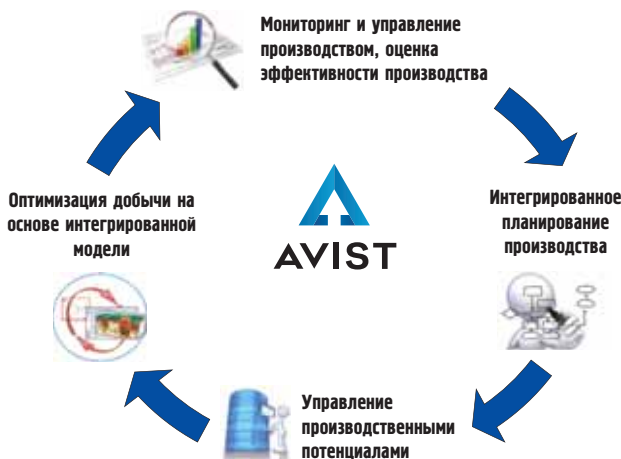 Мониторинг и управление
производством, оценка
эффективности производства
Оптимизация добычи на
основе интегрированной
модели
Интегрированное
планирование
производства
AVIST
Управление
производственными
потенциалами